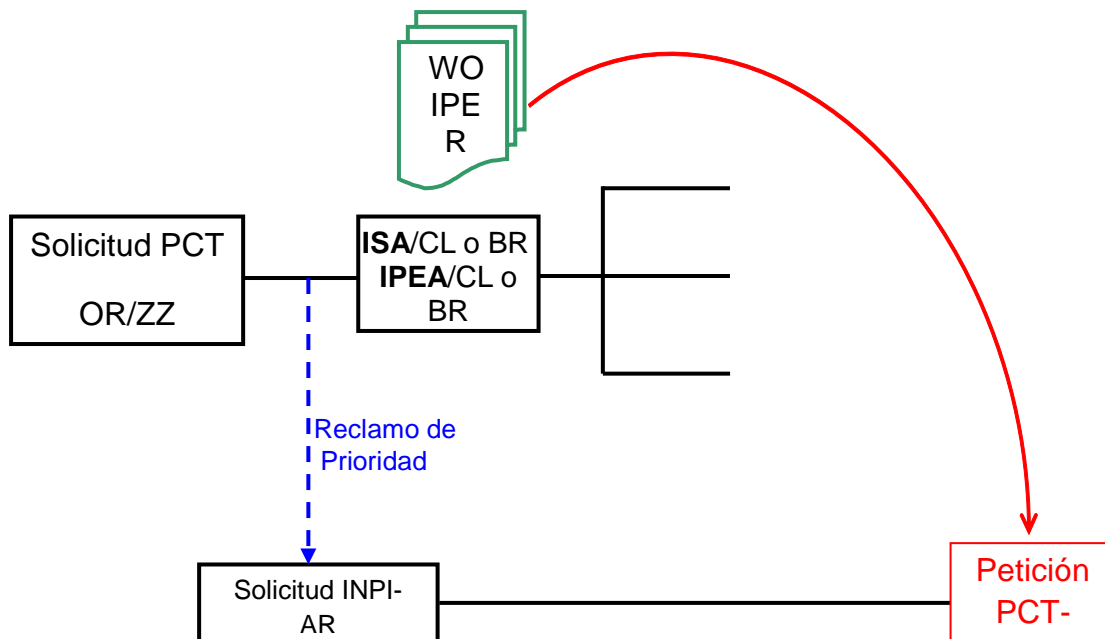 WO
IPE
R
Solicitud PCT
OR/ZZ
ISA/CL o BR
IPEA/CL o
BR
Reclamo de
Prioridad
Solicitud INPI-
AR
Petición
PCT-